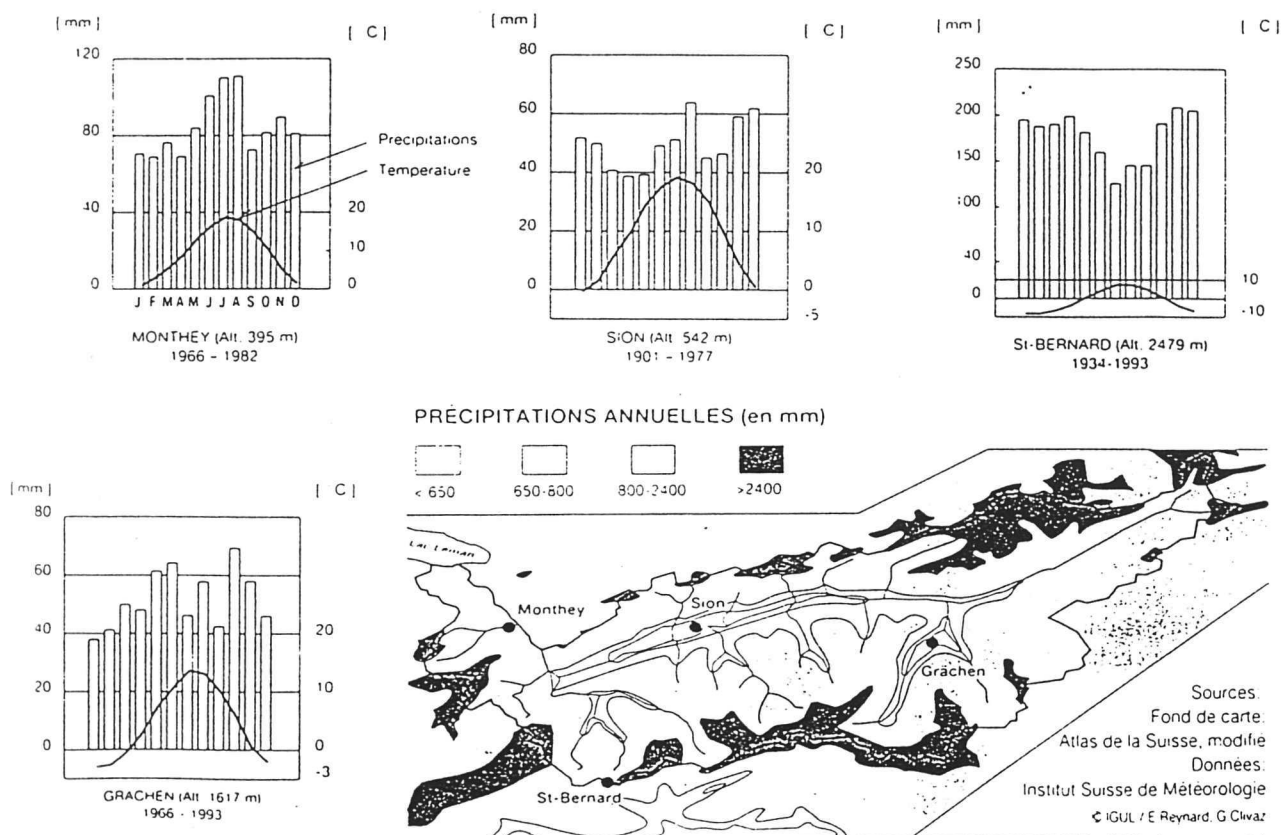 [ mm ]
[ C ]
120
80
40
0
20
10
0
J F M A M J J A S O N D
Precipitations
Temperature
MONTHEY (Alt. 395 m)
1966 - 1982
[ mm ]
[ C ]
80
60
40
20
0
20
10
0
-5
SION (Alt 542 m)
1901 - 1977
[ mm ]
[ C ]
250
200
150
100
40
0
10
-10
St-BERNARD (Alt. 2479 m)
1934-1993
[ mm ]
[ C ]
80
60
40
20
0
20
10
0
-3
GRACHEN (Alt 1617 m)
1966 - 1993
PRÉCIPITATIONS ANNUELLES (en mm)
< 650
650-800
800-2400
>2400
Lac Léman
Monthey
Sion
Grächen
St-Bernard
Sources:
Fond de carte:
Atlas de la Suisse, modifié
Données:
Institut Suisse de Météorologie
© IGUL / E Reynard, G Clivaz